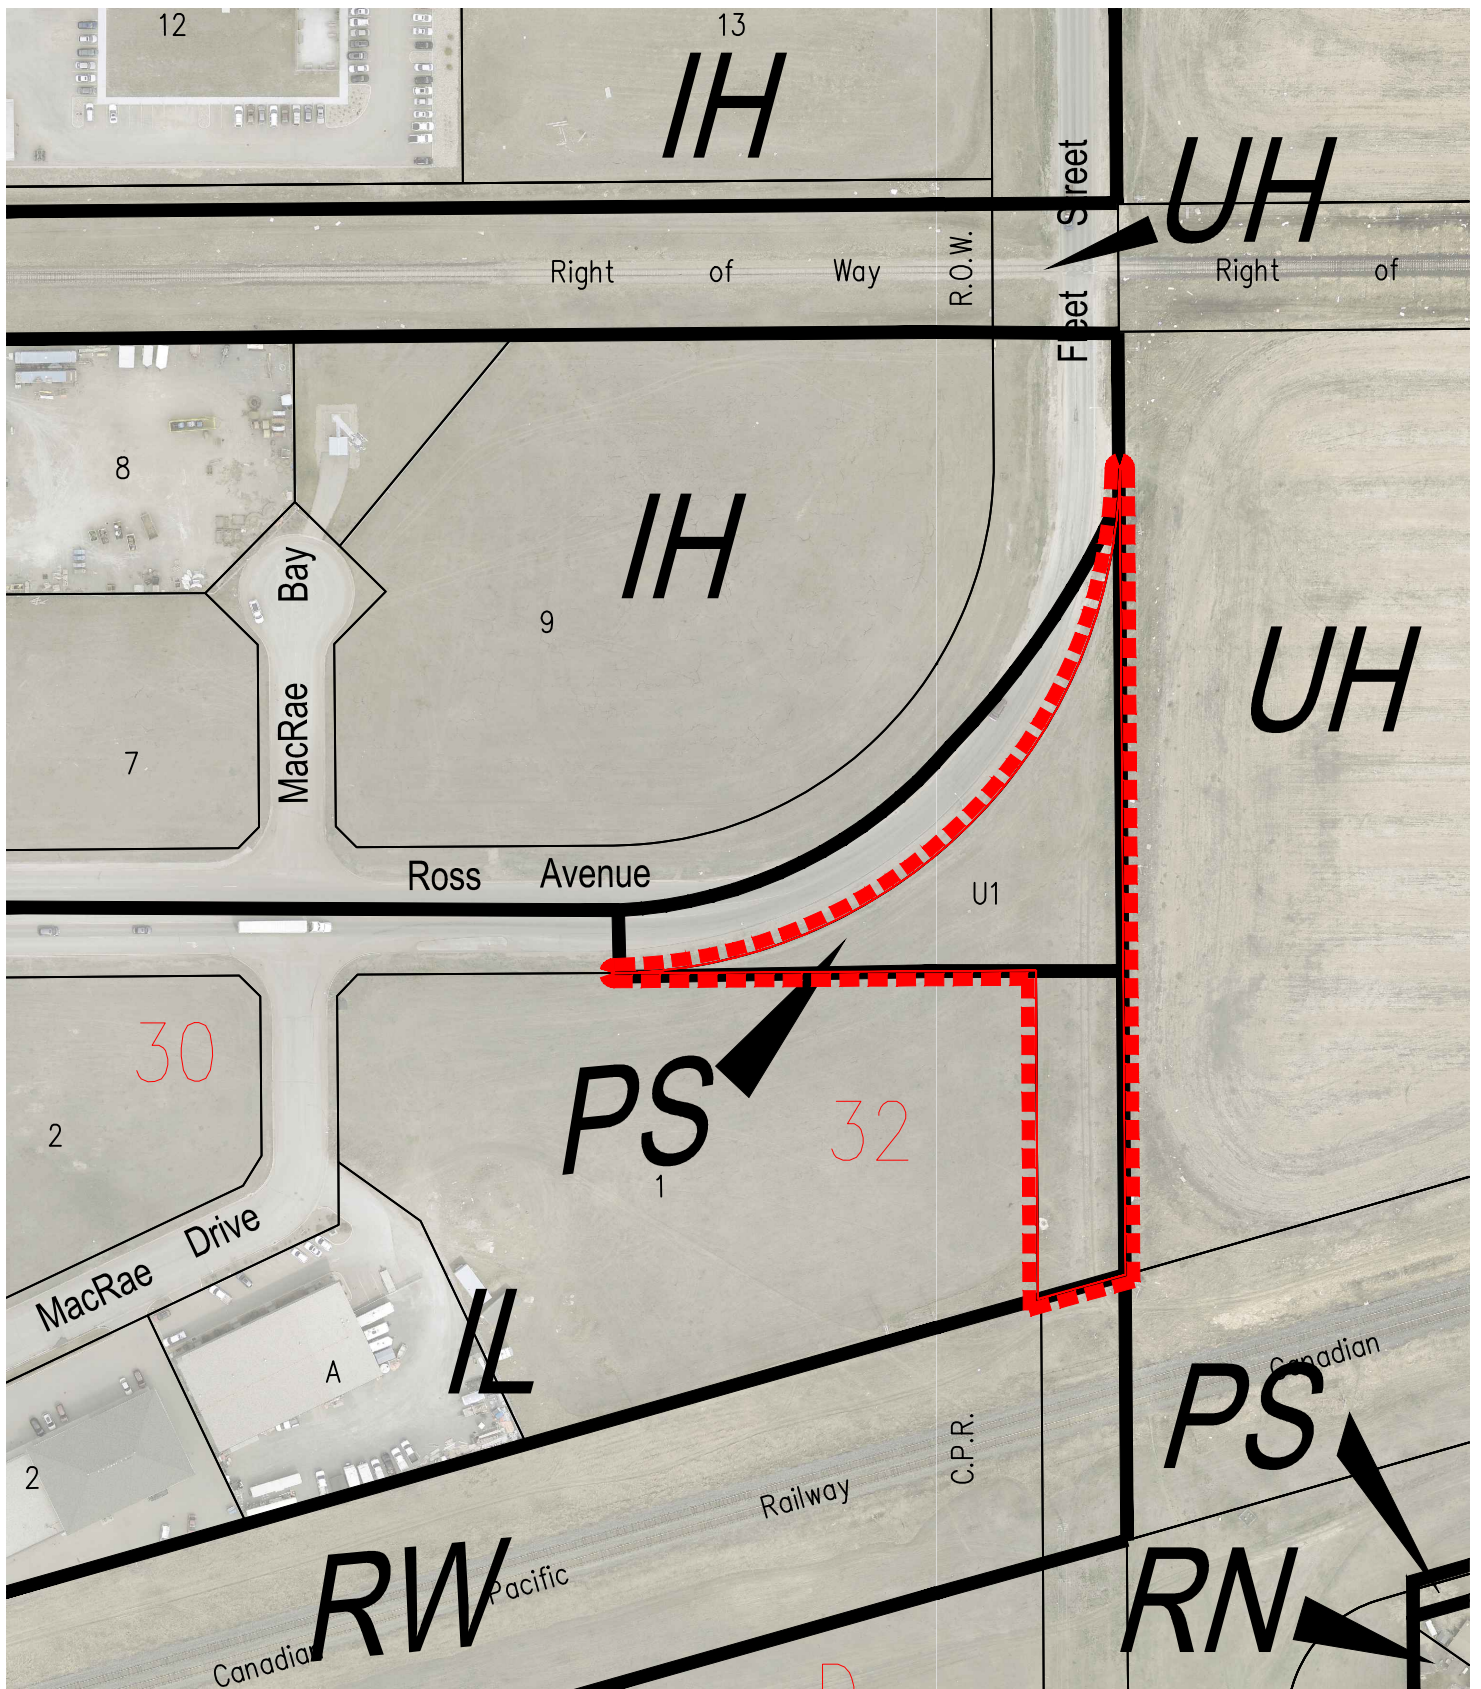 12
13
IH
Fleet Street
UH
Right of Way
R.O.W.
Right of
8
IH
9
MacRae Bay
UH
7
Ross Avenue
U1
30
PS
32
2
1
MacRae Drive
IL
A
2
Canadian
PS
C.P.R.
Railway
RW
Pacific
Canadian
RN